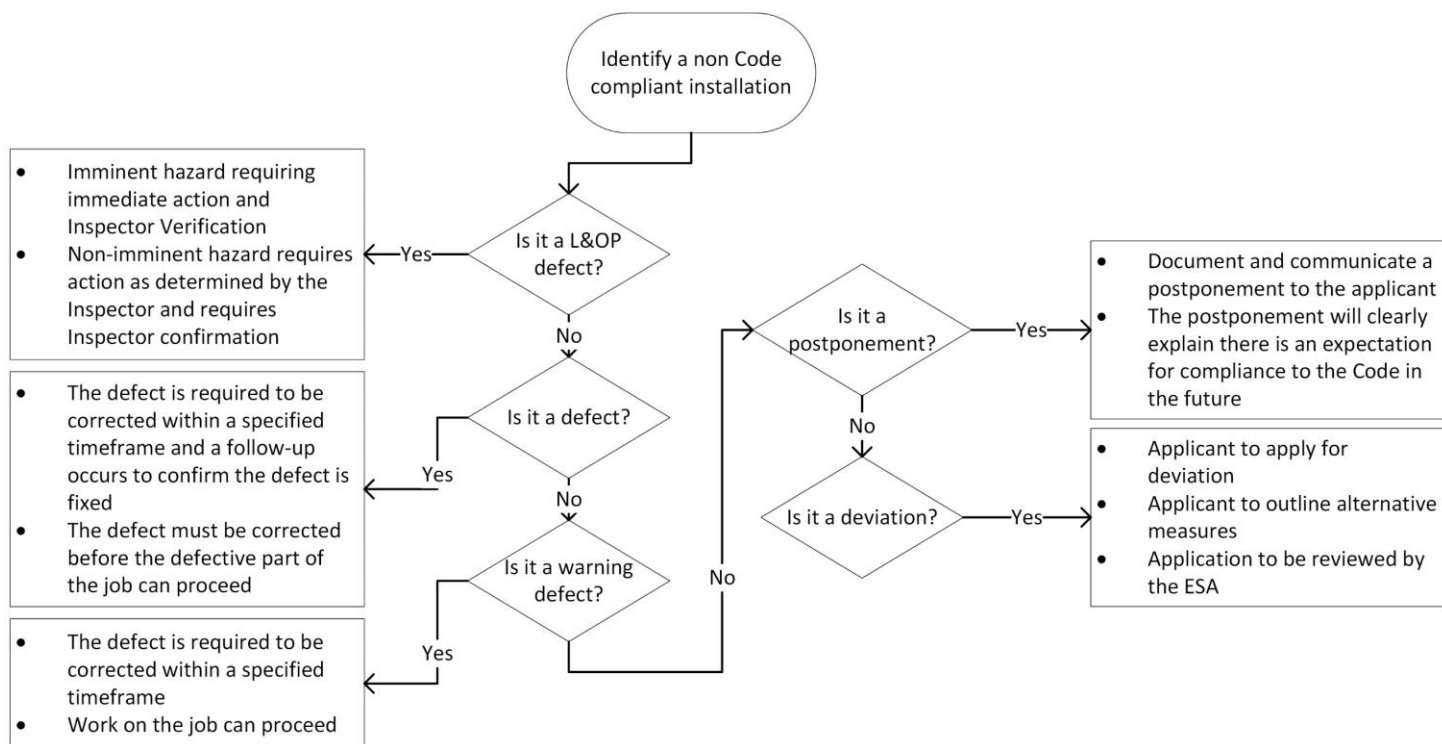 Identify a non Code
compliant installation
• Imminent hazard requiring
immediate action and
Inspector Verification
• Non-imminent hazard requires
action as determined by the
Inspector and requires
Inspector confirmation
Yes
Is it a L&OP
defect?
No
• The defect is required to be
corrected within a specified
timeframe and a follow-up
occurs to confirm the defect is
fixed
• The defect must be corrected
before the defective part of
the job can proceed
Yes
Is it a defect?
No
• The defect is required to be
corrected within a specified
timeframe
• Work on the job can proceed
Yes
Is it a warning
defect?
No
Is it a
postponement?
Yes
• Document and communicate a
postponement to the applicant
• The postponement will clearly
explain there is an expectation
for compliance to the Code in
the future
No
Is it a deviation?
Yes
• Applicant to apply for
deviation
• Applicant to outline alternative
measures
• Application to be reviewed by
the ESA